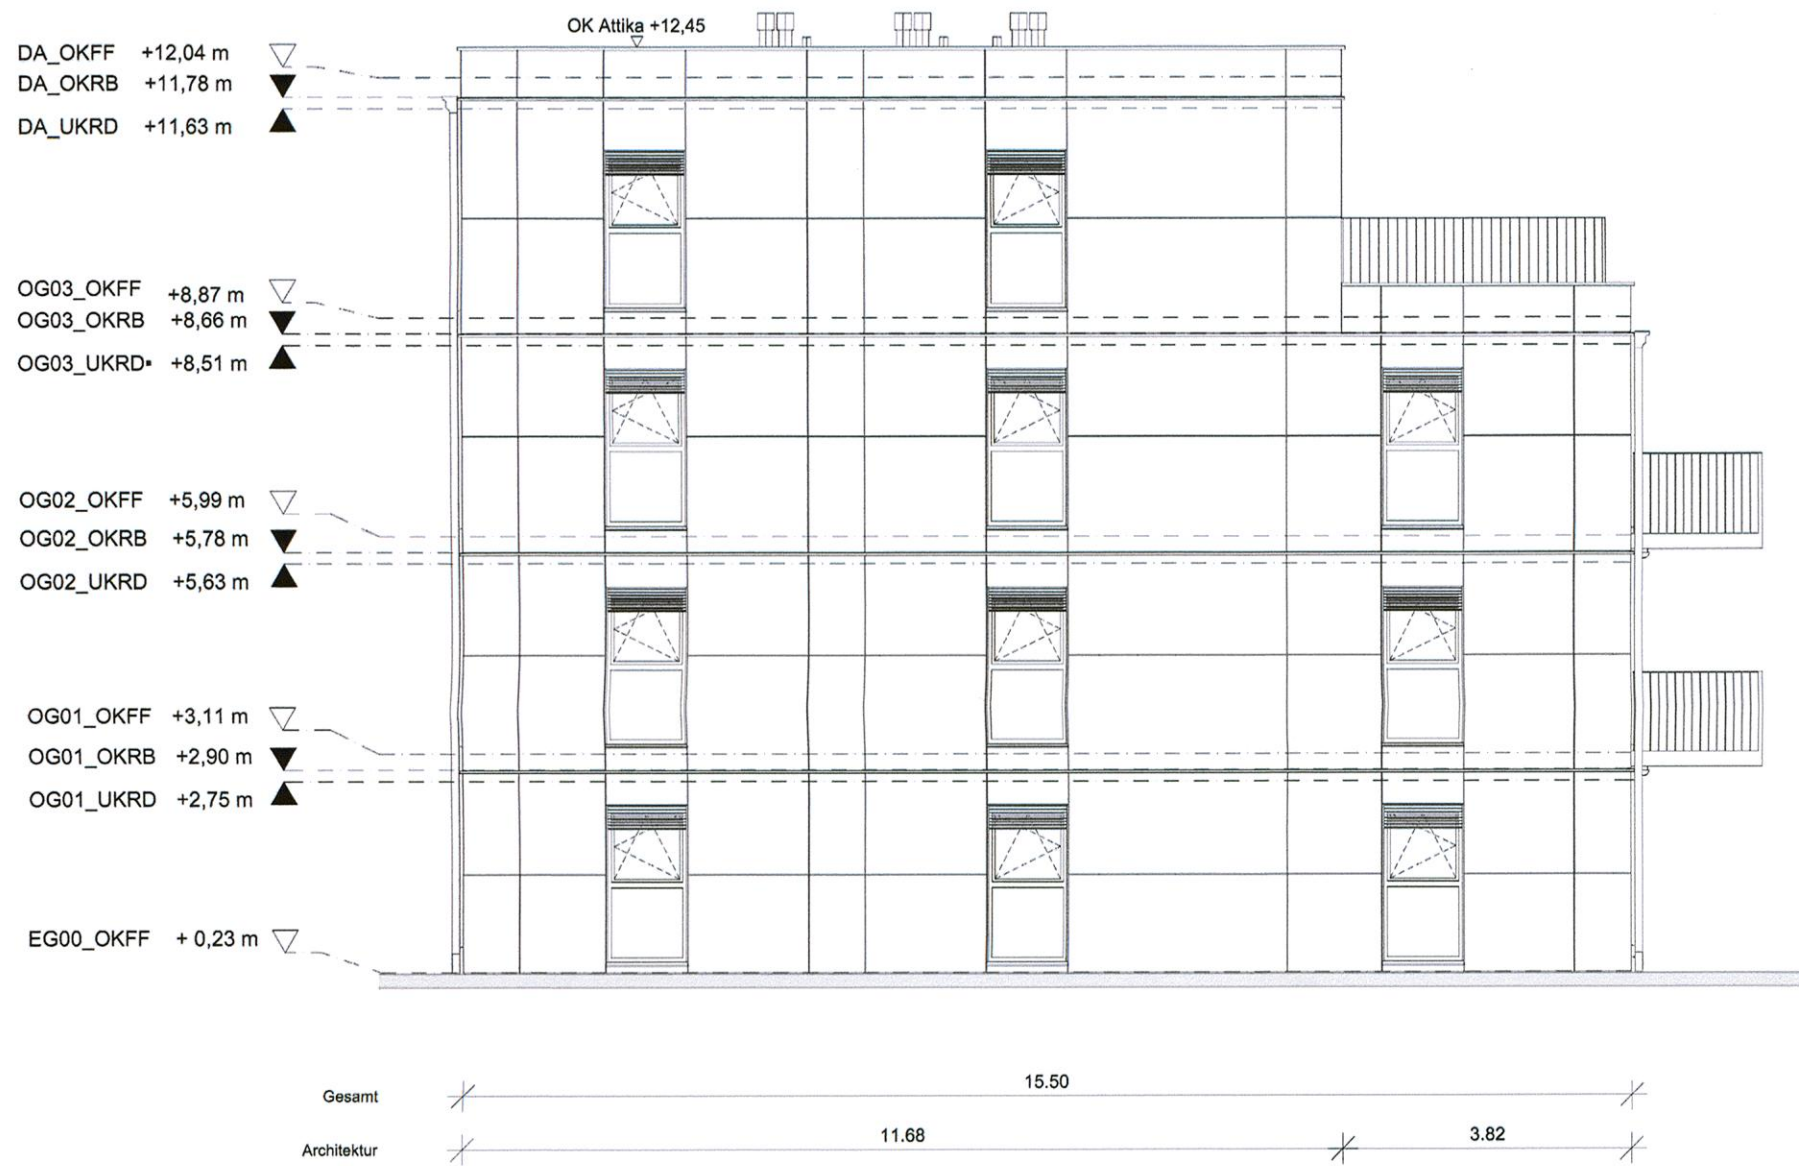 OK Attika +12,45
DA_OKFF +12,04 m
DA_OKRB +11,78 m
DA_UKRD +11,63 m
OG03_OKFF +8,87 m
OG03_OKRB +8,66 m
OG03_UKRD +8,51 m
OG02_OKFF +5,99 m
OG02_OKRB +5,78 m
OG02_UKRD +5,63 m
OG01_OKFF +3,11 m
OG01_OKRB +2,90 m
OG01_UKRD +2,75 m
EG00_OKFF + 0,23 m
Gesamt 15.50
Architektur 11.68 3.82